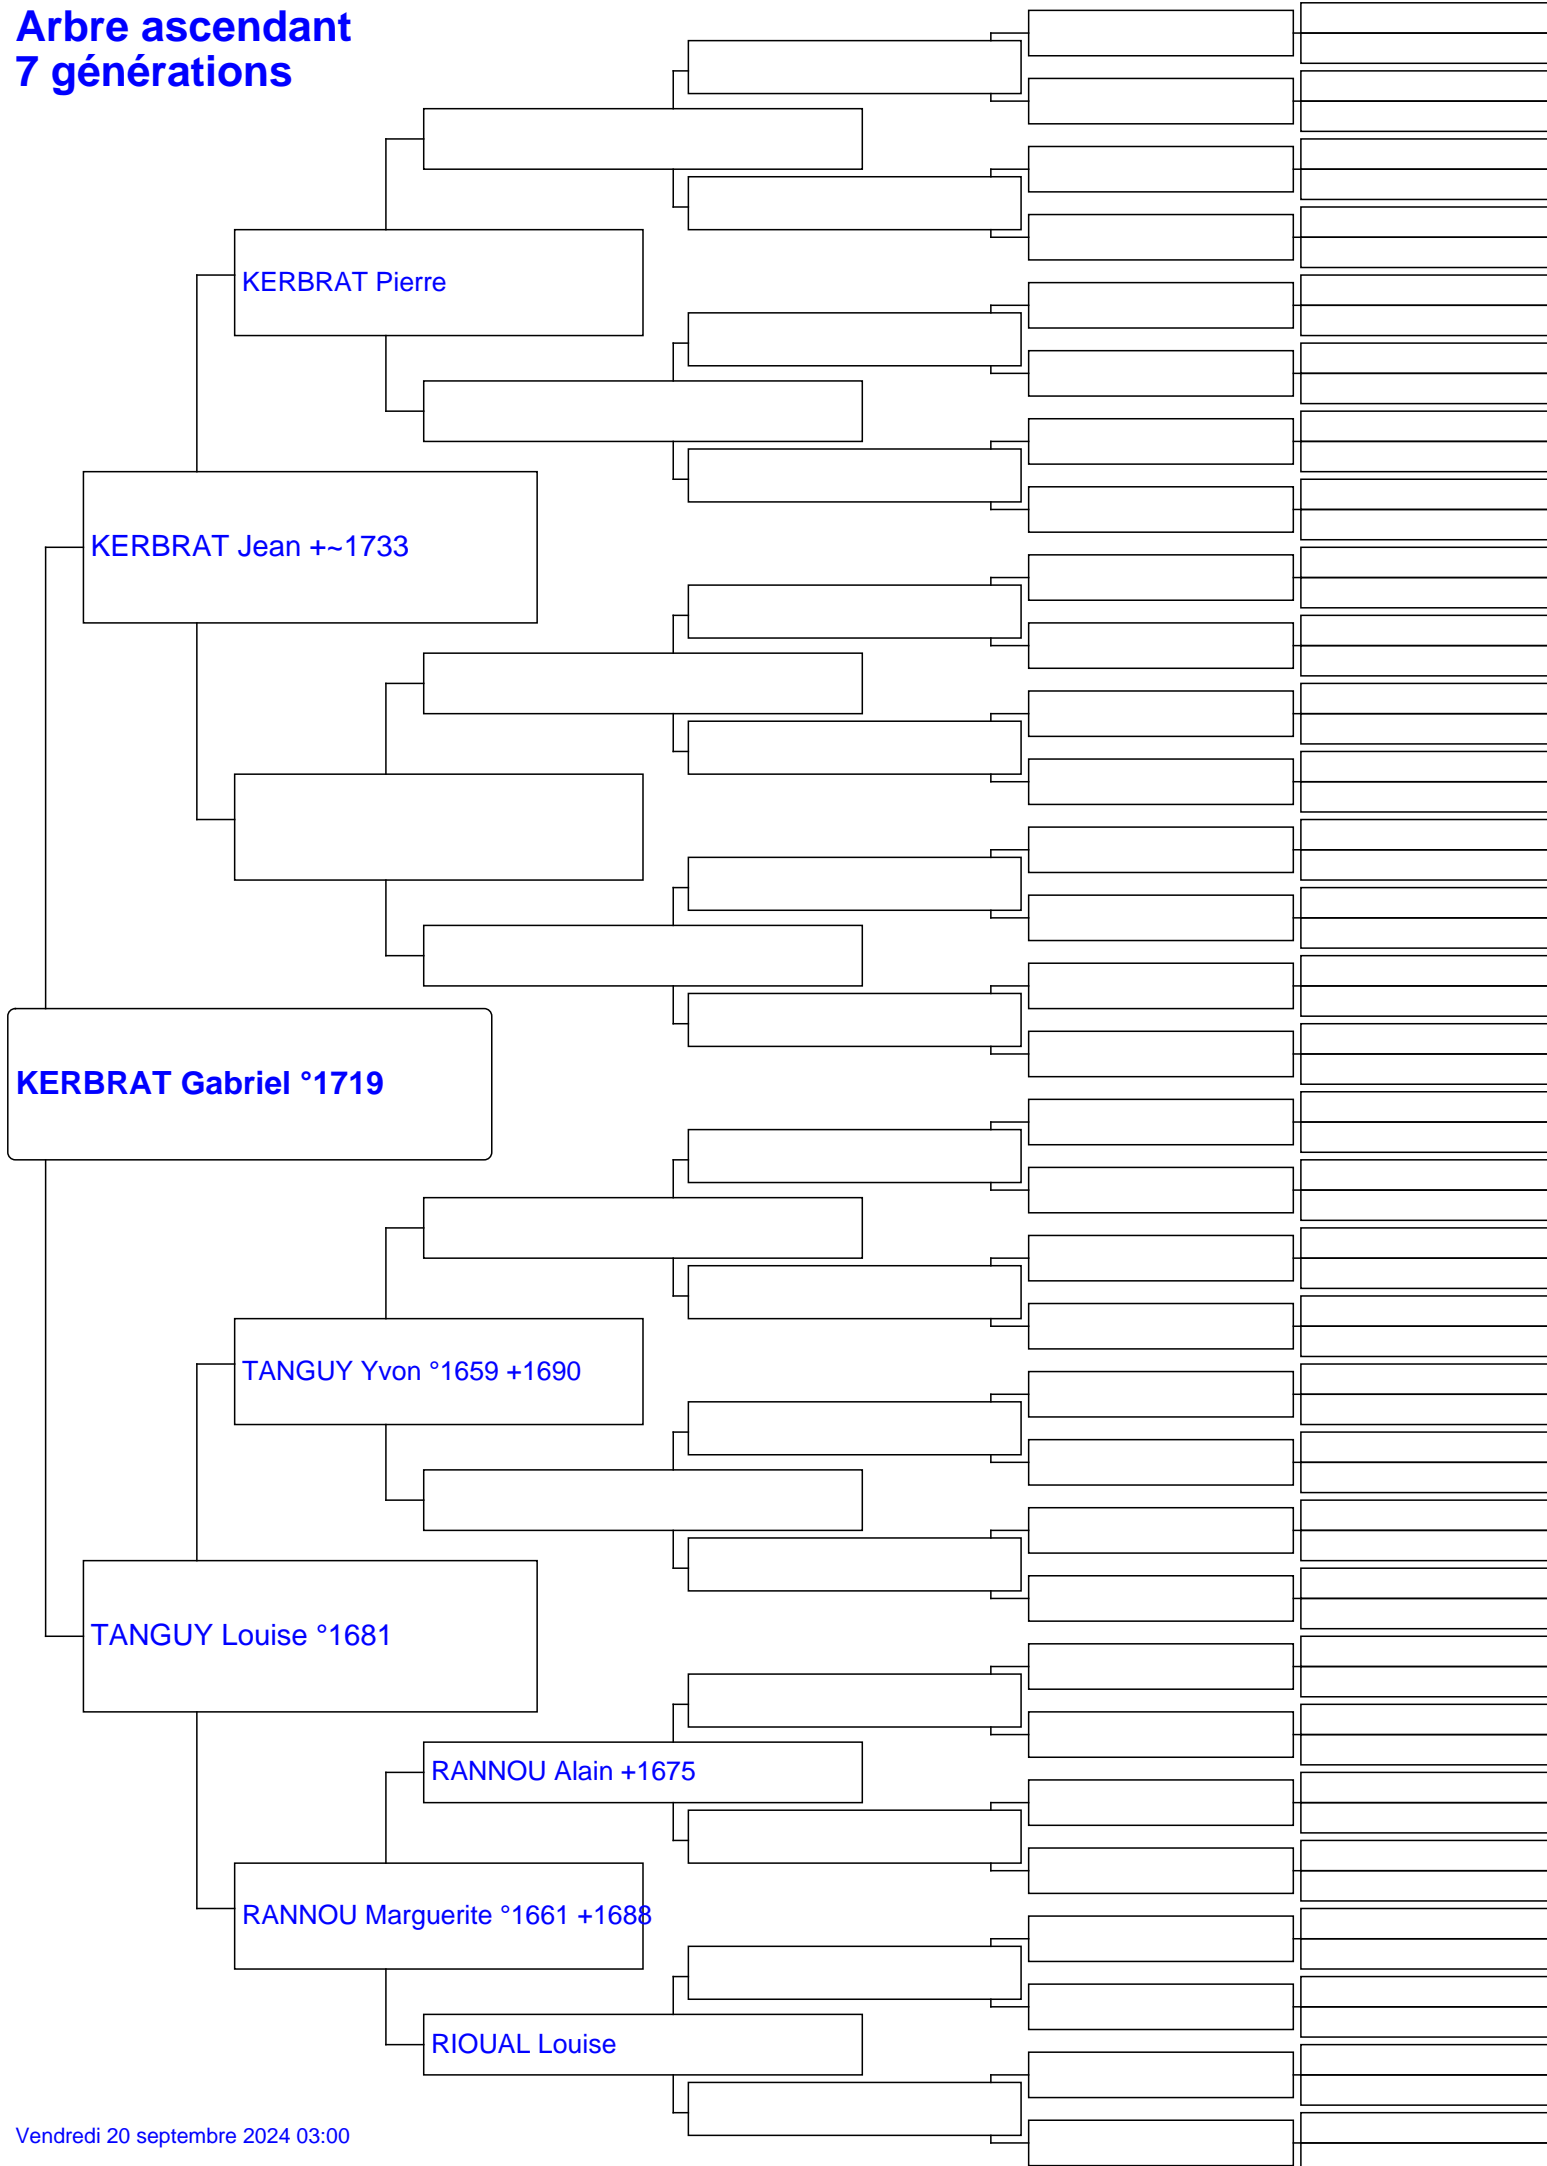 Arbre ascendant
7 générations
KERBRAT Pierre
KERBRAT Jean +~1733
KERBRAT Gabriel °1719
TANGUY Yvon °1659 +1690
TANGUY Louise °1681
RANNOU Alain +1675
RANNOU Marguerite °1661 +1688
RIOUAL Louise
Vendredi 20 septembre 2024 03:00